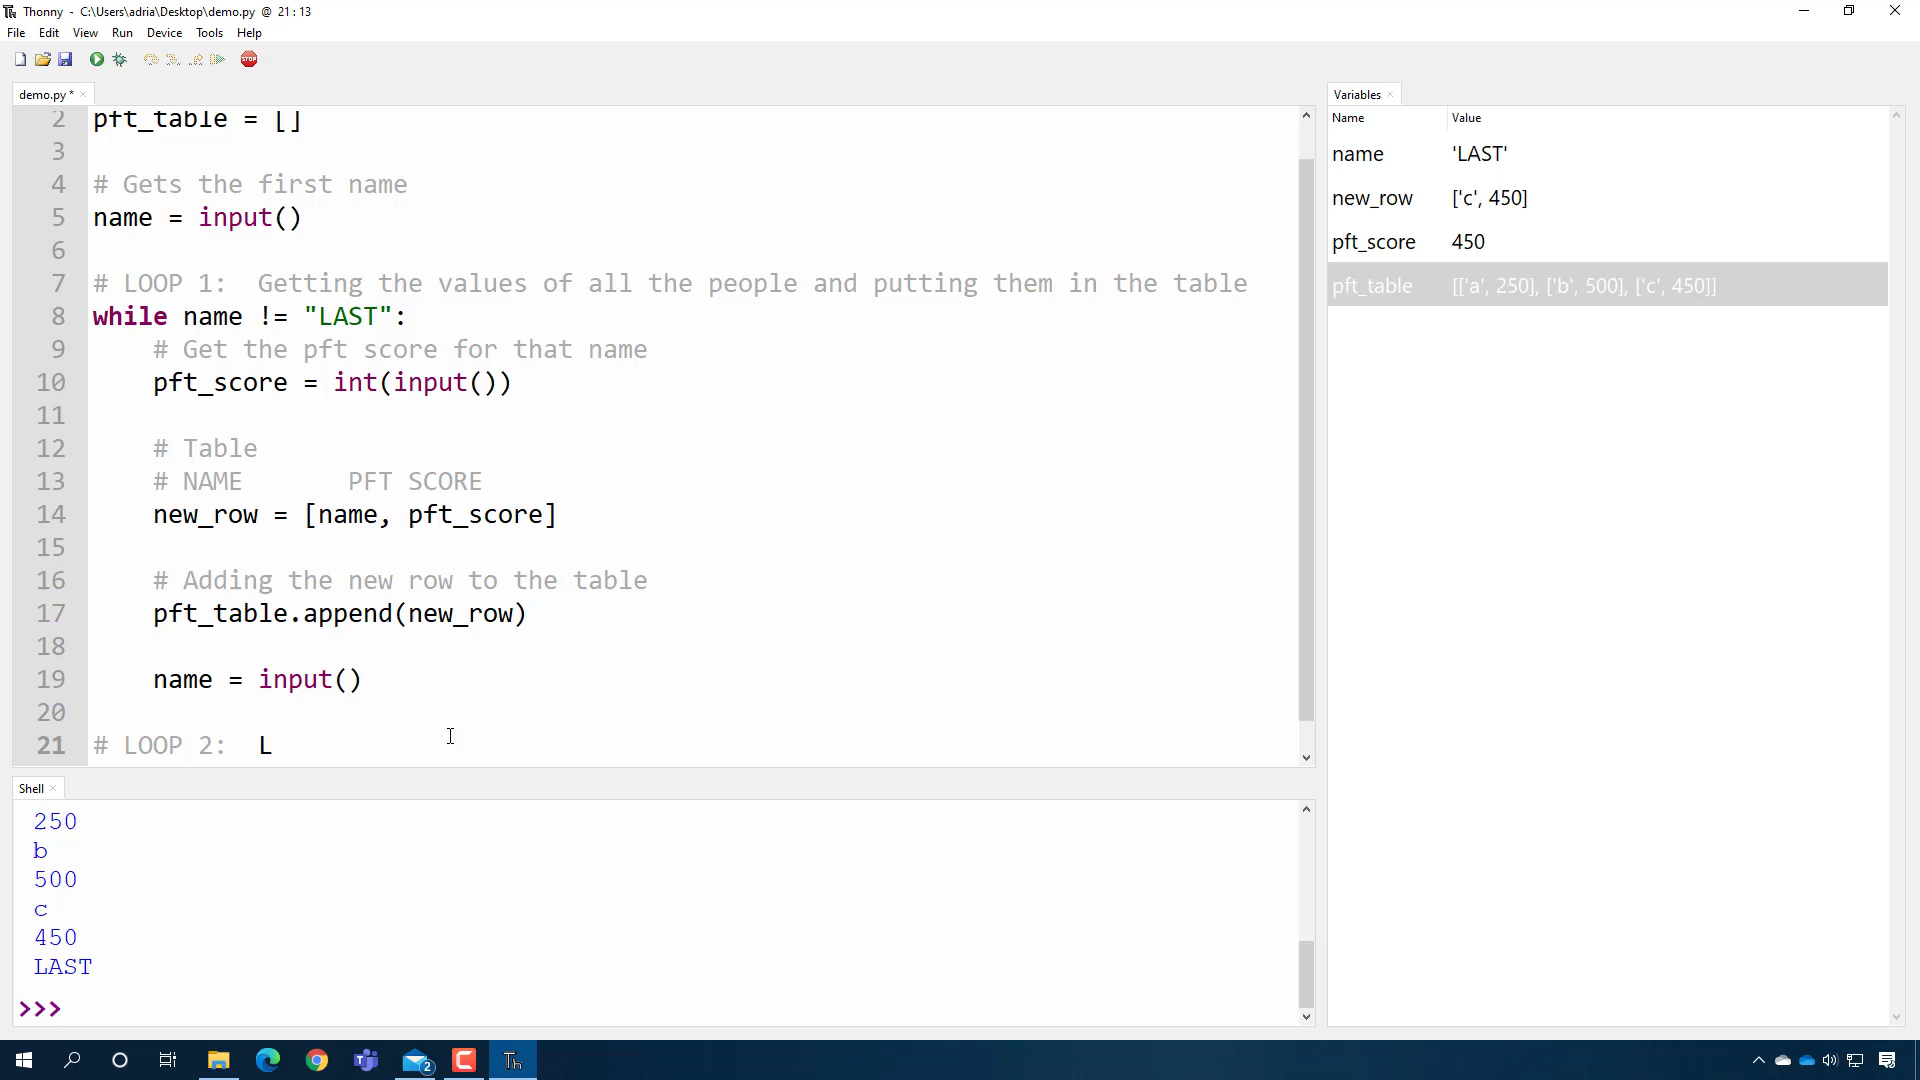 Thonny - C:\Users\adria\Desktop\demo.py @ 21 : 13
File Edit View Run Device Tools Help
STOP
demo.py *
2 pft_table = []
3
4 # Gets the first name
5 name = input()
6
7 # LOOP 1:  Getting the values of all the people and putting them in the table
8 while name != "LAST":
9     # Get the pft score for that name
10     pft_score = int(input())
11
12     # Table
13     # NAME       PFT SCORE
14     new_row = [name, pft_score]
15
16     # Adding the new row to the table
17     pft_table.append(new_row)
18
19     name = input()
20
21 # LOOP 2:  L
Shell
250
b
500
c
450
LAST
>>>
Variables
Name Value
name 'LAST'
new_row ['c', 450]
pft_score 450
pft_table [['a', 250], ['b', 500], ['c', 450]]
2
Th